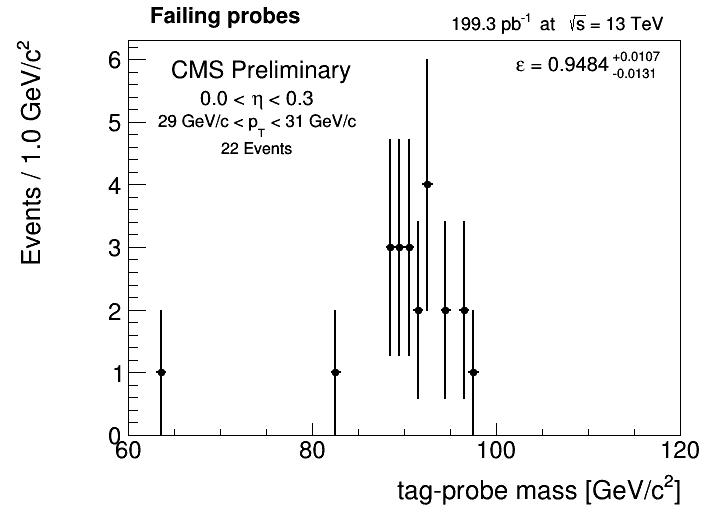 Failing probes
199.3 pb⁻¹ at √s = 13 TeV
CMS Preliminary
0.0 < η < 0.3
29 GeV/c < p_T < 31 GeV/c
22 Events
ε = 0.9484 +0.0107 -0.0131
Events / 1.0 GeV/c²
6
5
4
3
2
1
0
60 80 100 120
tag-probe mass [GeV/c²]